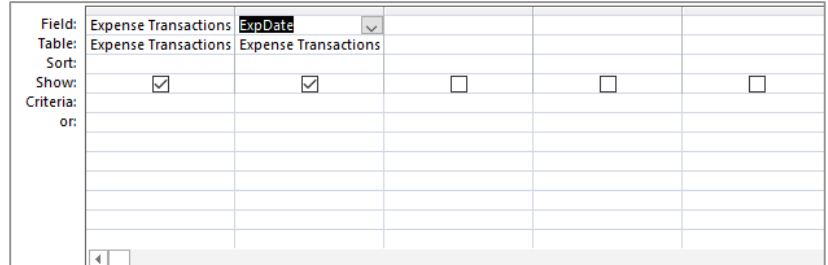 Field: Expense Transactions ExpDate
Table: Expense Transactions Expense Transactions
Sort:
Show:
Criteria:
or: